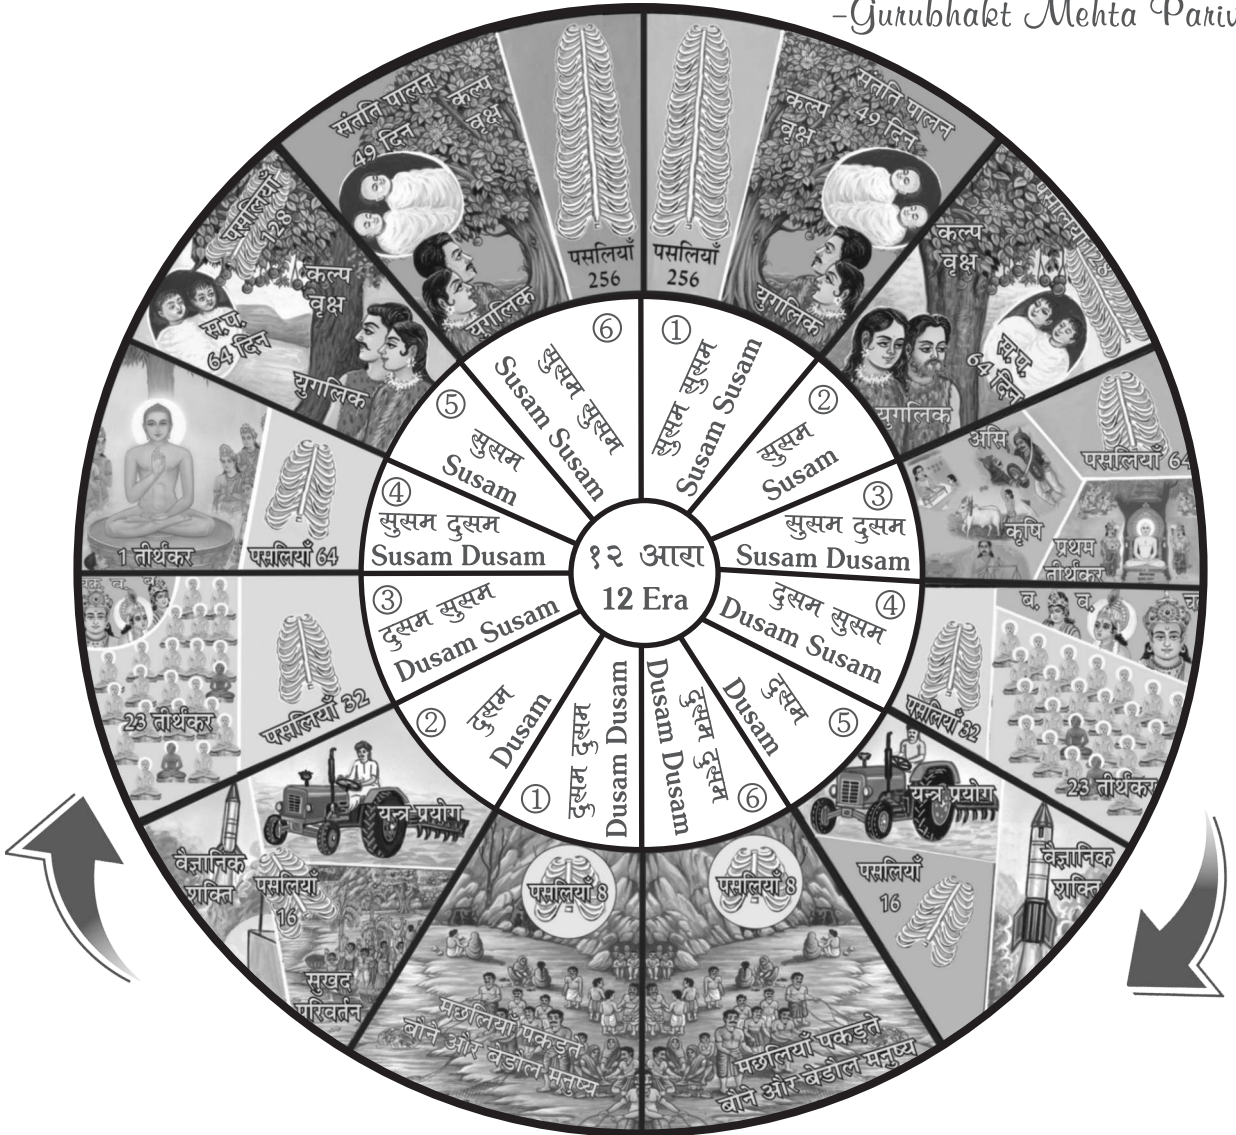 -Gurubhakt Mehta Pariv
१२ आरा
12 Era
①
सुसम सुसम
Susam Susam
पसलियाँ
256
कल्प
वृक्ष
संतति पालन
49 दिन
युगलिक
②
सुसम
Susam
कल्प
वृक्ष
पसलियाँ
128
स.प.
64 दिन
युगलिक
③
सुसम दुसम
Susam Dusam
असि
कृषि
पसलियाँ 64
प्रथम
तीर्थंकर
④
दुसम सुसम
Dusam Susam
पसलियाँ 32
ब. व. च
23 तीर्थंकर
⑤
दुसम
Dusam
यन्त्र प्रयोग
पसलियाँ
16
वैज्ञानिक
शक्ति
⑥
दुसम दुसम
Dusam Dusam
पसलियाँ 8
मछलियाँ पकड़ते
बौने और बेडौल मनुष्य
①
दुसम दुसम
Dusam Dusam
पसलियाँ 8
मछलियाँ पकड़ते
बौने और बेडौल मनुष्य
②
दुसम
Dusam
यन्त्र प्रयोग
वैज्ञानिक
शक्ति
पसलियाँ
16
सुखद
परिवर्तन
③
दुसम सुसम
Dusam Susam
23 तीर्थंकर
पसलियाँ 32
④
सुसम दुसम
Susam Dusam
1 तीर्थंकर
पसलियाँ 64
⑤
सुसम
Susam
पसलियाँ
128
कल्प
वृक्ष
स.प.
64 दिन
युगलिक
⑥
सुसम सुसम
Susam Susam
संतति पालन
49 दिन
कल्प
वृक्ष
युगलिक
पसलियाँ
256